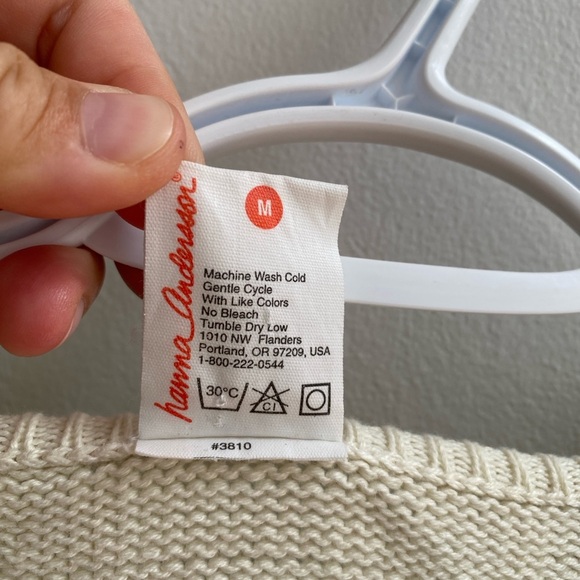 hanna andersson®
M
Machine Wash Cold
Gentle Cycle
With Like Colors
No Bleach
Tumble Dry Low
1010 NW Flanders
Portland, OR 97209, USA
1-800-222-0544
30°C
Cl
#3810